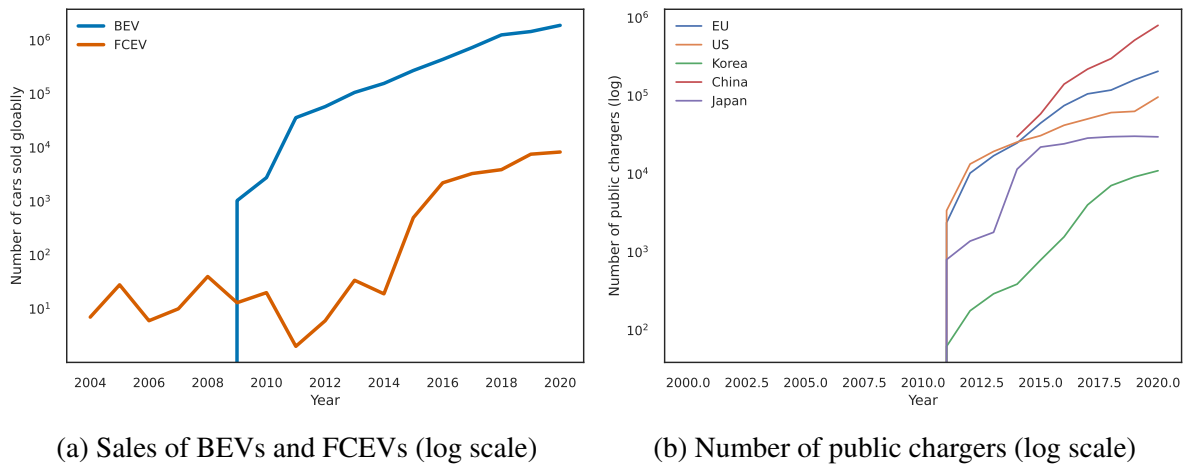 BEV
FCEV
Number of cars sold gloablly
10^6
10^5
10^4
10^3
10^2
10^1
2004 2006 2008 2010 2012 2014 2016 2018 2020
Year
(a) Sales of BEVs and FCEVs (log scale)
EU
US
Korea
China
Japan
Number of public chargers (log)
10^6
10^5
10^4
10^3
10^2
2000.0 2002.5 2005.0 2007.5 2010.0 2012.5 2015.0 2017.5 2020.0
Year
(b) Number of public chargers (log scale)